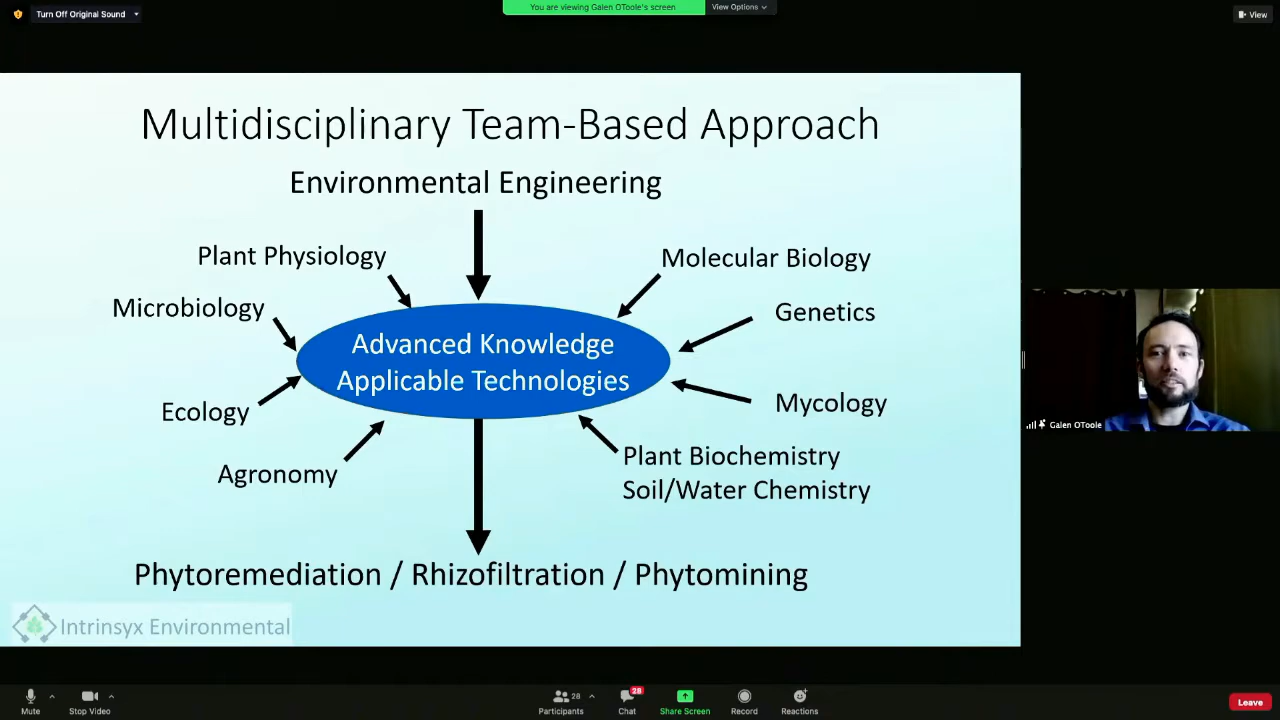 Turn Off Original Sound
You are viewing Galen OToole's screen
View Options
View
Multidisciplinary Team-Based Approach
Environmental Engineering
Plant Physiology
Molecular Biology
Microbiology
Genetics
Advanced Knowledge
Applicable Technologies
Ecology
Mycology
Agronomy
Plant Biochemistry
Soil/Water Chemistry
Phytoremediation / Rhizofiltration / Phytomining
Intrinsyx Environmental
Galen OToole
Mute
Stop Video
28
Participants
28
Chat
Share Screen
Record
Reactions
Leave